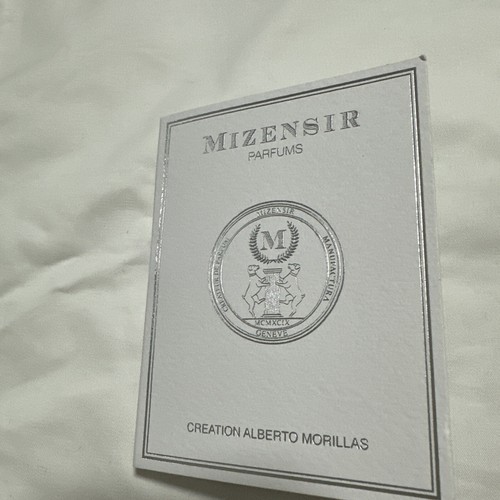 MIZENSIR
PARFUMS
MIZENSIR
M
MANUFACTURA
MCMXCIX
GENEVE
CREATION ALBERTO MORILLAS